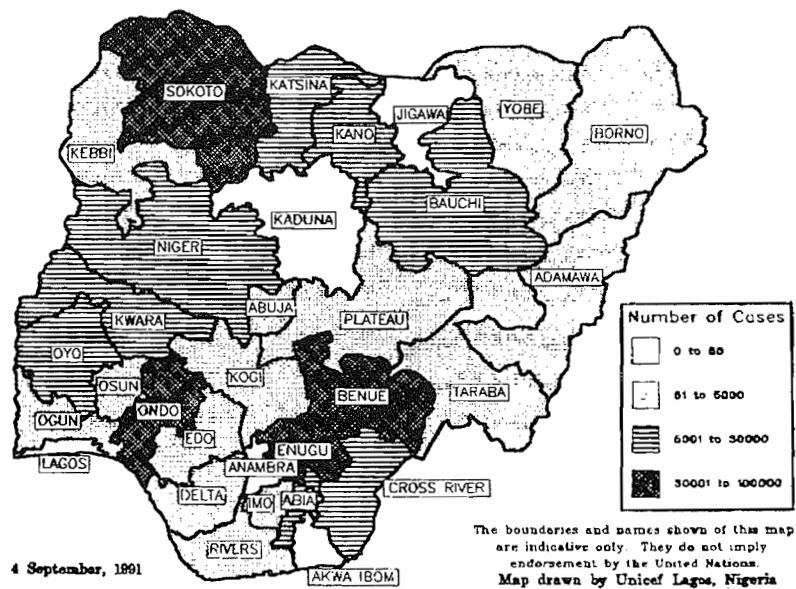 SOKOTO
KATSINA
KANO
JIGAWA
YOBE
BORNO
KEBBI
BAUCHI
KADUNA
NIGER
ADAMAWA
ABUJA
PLATEAU
KWARA
OYO
OSUN
KOGI
BENUE
TARABA
ONDO
OGUN
EDO
ENUGU
LAGOS
ANAMBRA
CROSS RIVER
DELTA
IMO
ABIA
RIVERS
AKWA IBOM
Number of Cases
0 to 50
51 to 5000
5001 to 30000
30001 to 100000
The boundaries and names shown of this map
are indicative only. They do not imply
endorsement by the United Nations.
Map drawn by Unicef Lagos, Nigeria
4 September, 1991